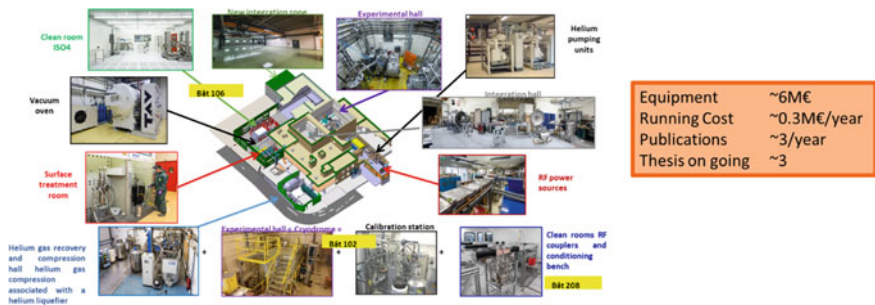 New integration zone
Experimental hall
Clean room
ISO4
Helium
pumping
units
Bât 106
Vacuum
oven
TAV
Integration hall
Equipment ~6M€
Running Cost ~0.3M€/year
Publications ~3/year
Thesis on going ~3
Surface
treatment
room
RF power
sources
Helium gas recovery
and compression
hall helium gas
compression
associated with a
helium liquefier
+
Experimental hall « Cryodrome »
Bât 102
+
Calibration station
+
Clean rooms RF
couplers and
conditioning
bench
Bât 208